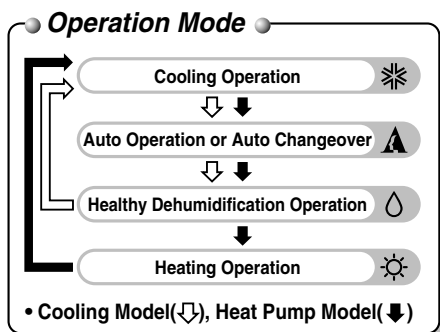 Operation Mode
Cooling Operation
Auto Operation or Auto Changeover
Healthy Dehumidification Operation
Heating Operation
• Cooling Model(⇩), Heat Pump Model(⬇)